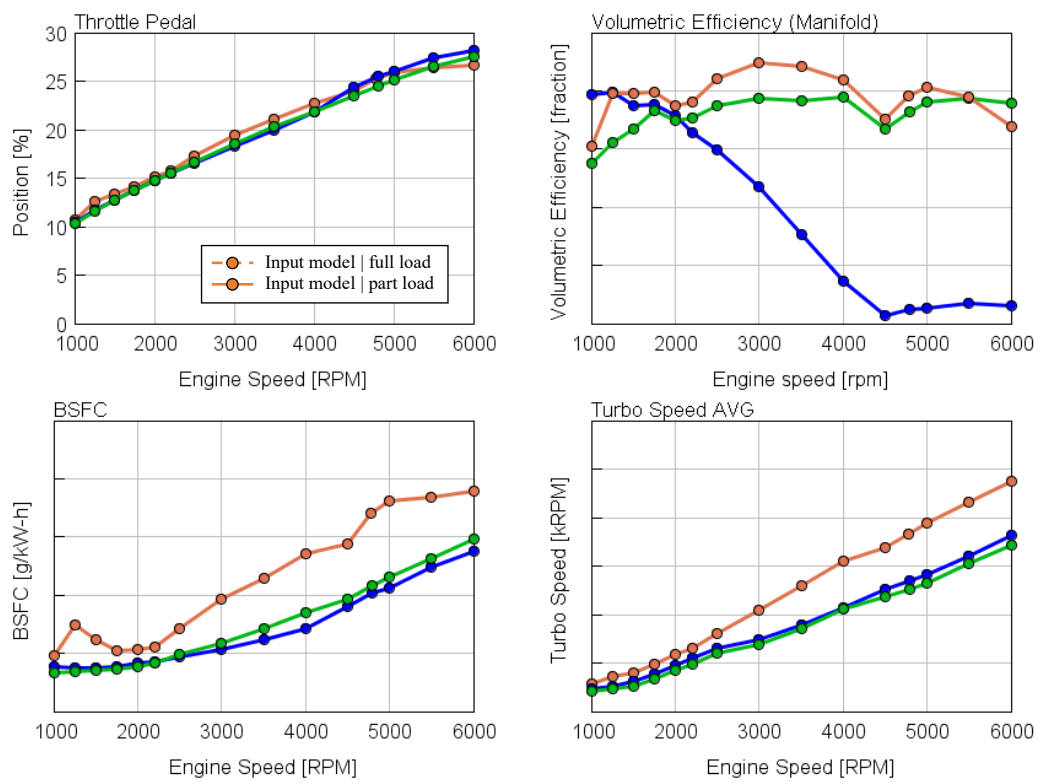 Throttle Pedal
Position [%]
30
25
20
15
10
5
0
Input model | full load
Input model | part load
1000 2000 3000 4000 5000 6000
Engine Speed [RPM]
Volumetric Efficiency (Manifold)
Volumetric Efficiency [fraction]
1000 2000 3000 4000 5000 6000
Engine speed [rpm]
BSFC
BSFC [g/kW-h]
1000 2000 3000 4000 5000 6000
Engine Speed [RPM]
Turbo Speed AVG
Turbo Speed [kRPM]
1000 2000 3000 4000 5000 6000
Engine Speed [RPM]